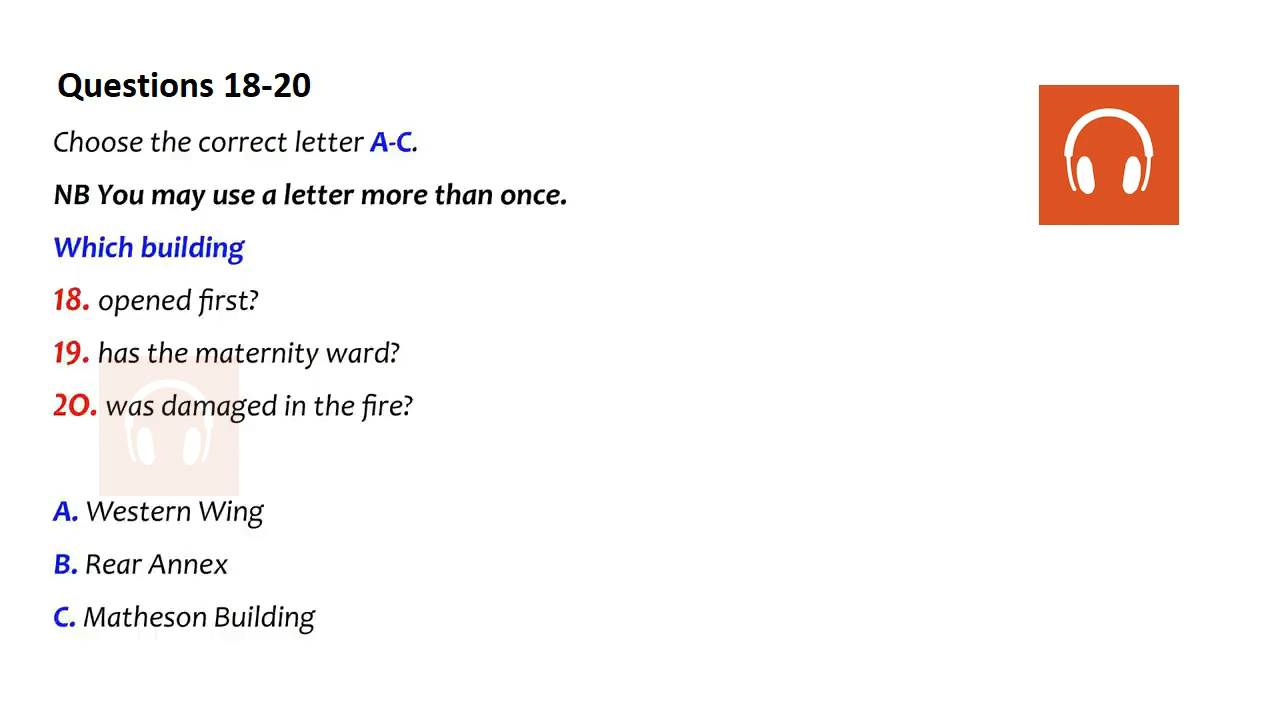 Questions 18-20
Choose the correct letter A-C.
NB You may use a letter more than once.
Which building
18. opened first?
19. has the maternity ward?
20. was damaged in the fire?
A. Western Wing
B. Rear Annex
C. Matheson Building